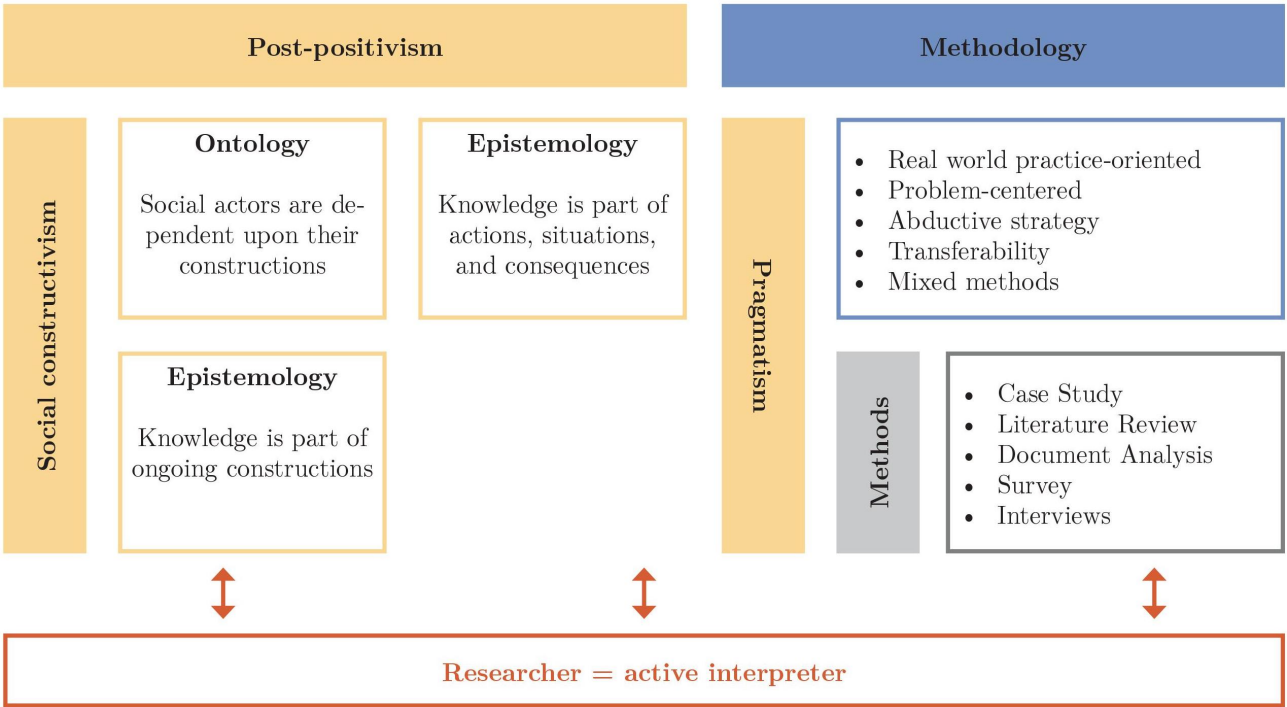 Post-positivism
Methodology
Social constructivism
Ontology
Social actors are de-
pendent upon their
constructions
Epistemology
Knowledge is part of
actions, situations,
and consequences
Epistemology
Knowledge is part of
ongoing constructions
Pragmatism
• Real world practice-oriented
• Problem-centered
• Abductive strategy
• Transferability
• Mixed methods
Methods
• Case Study
• Literature Review
• Document Analysis
• Survey
• Interviews
Researcher = active interpreter